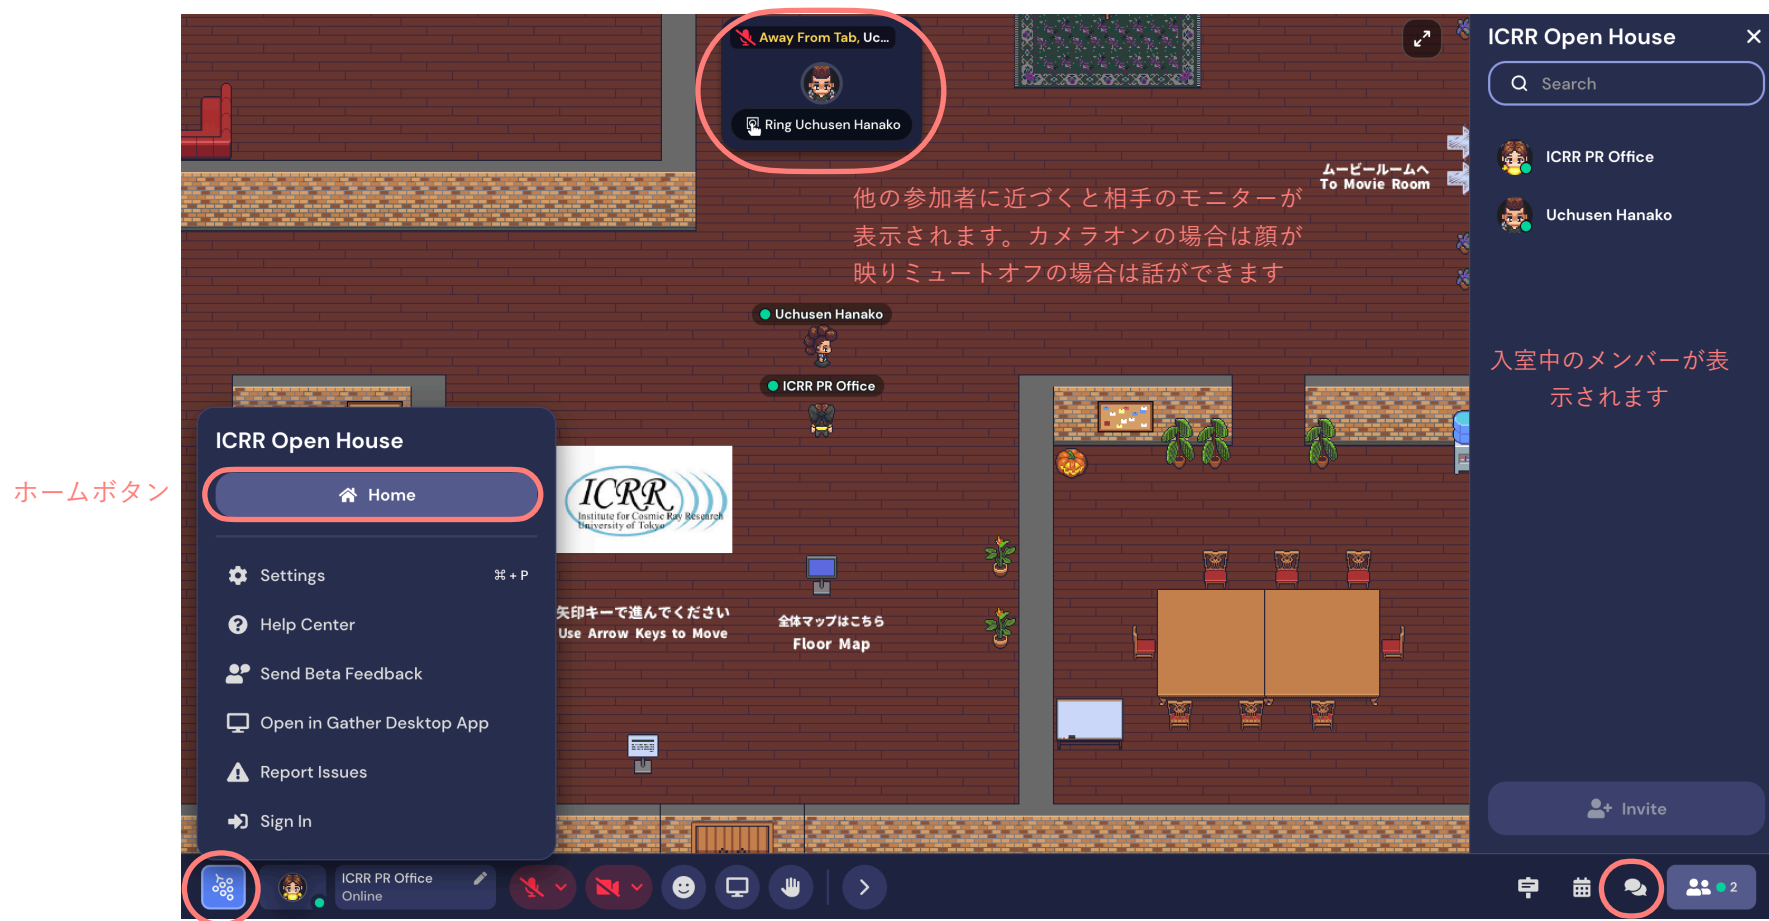 Away From Tab, Uc...
Ring Uchusen Hanako
他の参加者に近づくと相手のモニターが
表示されます。カメラオンの場合は顔が
映りミュートオフの場合は話ができます
ムービールームへ
To Movie Room
ICRR Open House
Search
ICRR PR Office
Uchusen Hanako
入室中のメンバーが表
示されます
Invite
Uchusen Hanako
ICRR PR Office
ホームボタン
ICRR Open House
Home
Settings
⌘ + P
Help Center
Send Beta Feedback
Open in Gather Desktop App
Report Issues
Sign In
ICRR
Institute for Cosmic Ray Research
University of Tokyo
矢印キーで進んでください
Use Arrow Keys to Move
全体マップはこちら
Floor Map
ICRR PR Office
Online
2